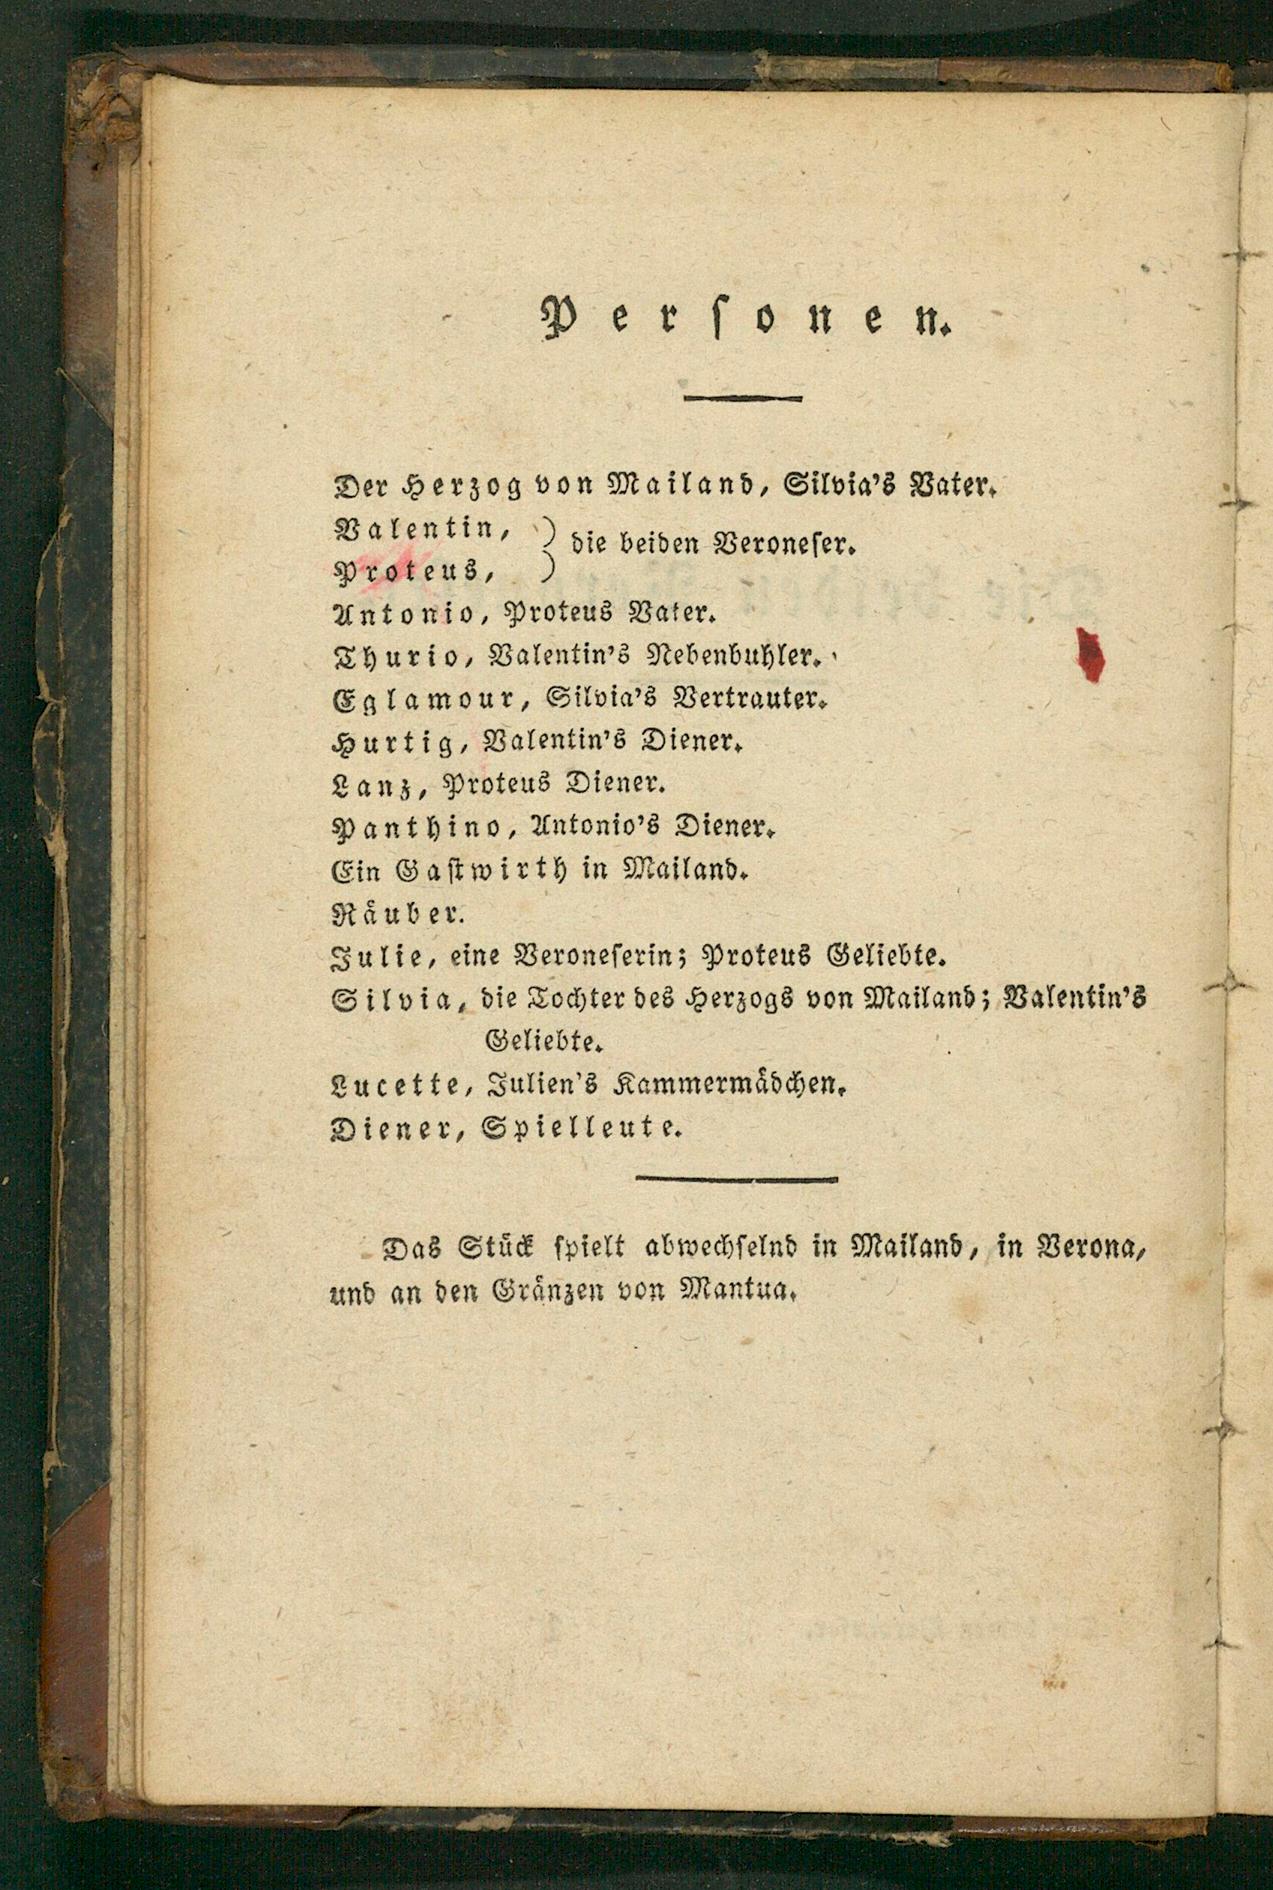 Personen.
Der Herzog von Mailand, Silvia's Vater.
Valentin,
Proteus,
} die beiden Veroneser.
Antonio, Proteus Vater.
Thurio, Valentin's Nebenbuhler.
Eglamour, Silvia's Vertrauter.
Hurtig, Valentin's Diener.
Lanz, Proteus Diener.
Panthino, Antonio's Diener.
Ein Gastwirth in Mailand.
Räuber.
Julie, eine Veroneserin; Proteus Geliebte.
Silvia, die Tochter des Herzogs von Mailand; Valentin's
Geliebte.
Lucette, Julien's Kammermädchen.
Diener, Spielleute.
Das Stück spielt abwechselnd in Mailand, in Verona,
und an den Gränzen von Mantua.